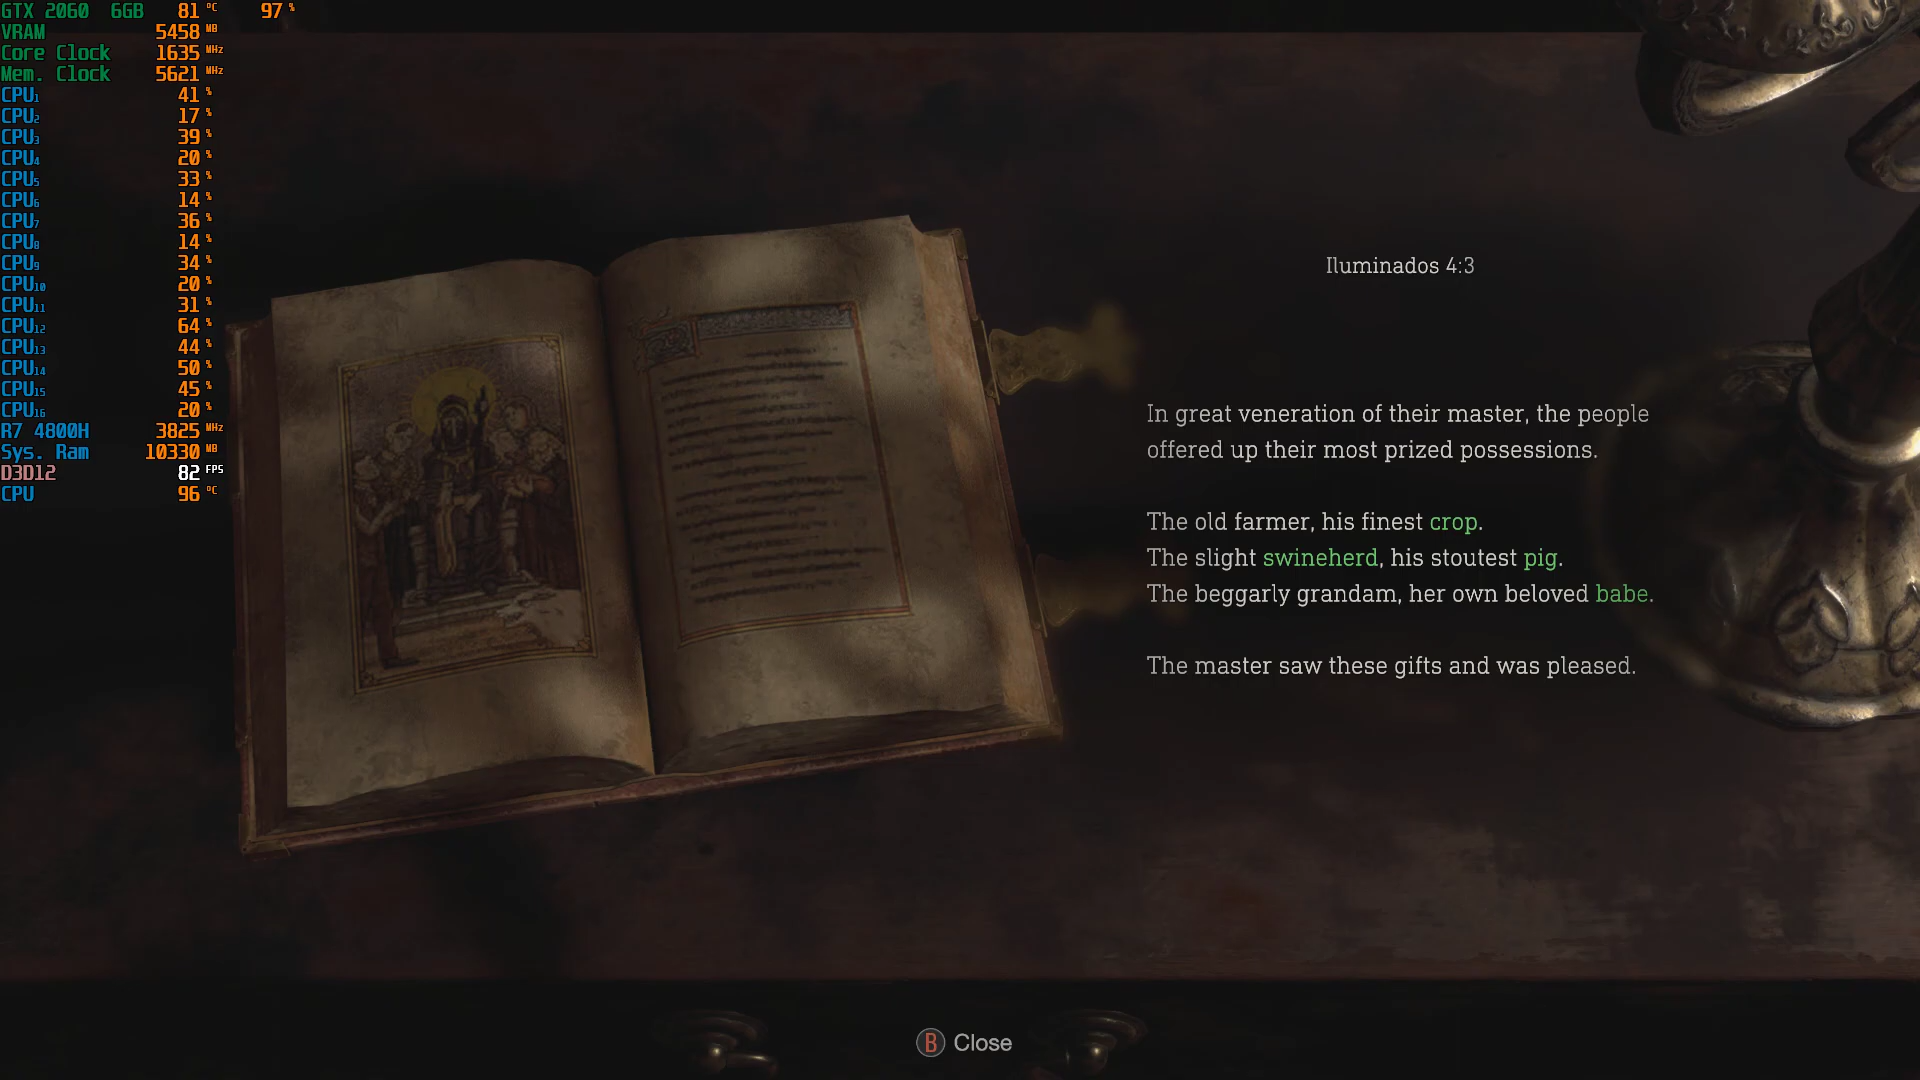 GTX 2060 6GB 81 °C 97 %
VRAM 5458 MB
Core Clock 1635 MHz
Mem. Clock 5621 MHz
CPU1 41 %
CPU2 17 %
CPU3 39 %
CPU4 20 %
CPU5 33 %
CPU6 14 %
CPU7 36 %
CPU8 14 %
CPU9 34 %
CPU10 20 %
CPU11 31 %
CPU12 64 %
CPU13 44 %
CPU14 50 %
CPU15 45 %
CPU16 20 %
R7 4800H 3825 MHz
Sys. Ram 10330 MB
D3D12 82 FPS
CPU 96 °C
Iluminados 4:3
In great veneration of their master, the people
offered up their most prized possessions.
The old farmer, his finest crop.
The slight swineherd, his stoutest pig.
The beggarly grandam, her own beloved babe.
The master saw these gifts and was pleased.
B Close